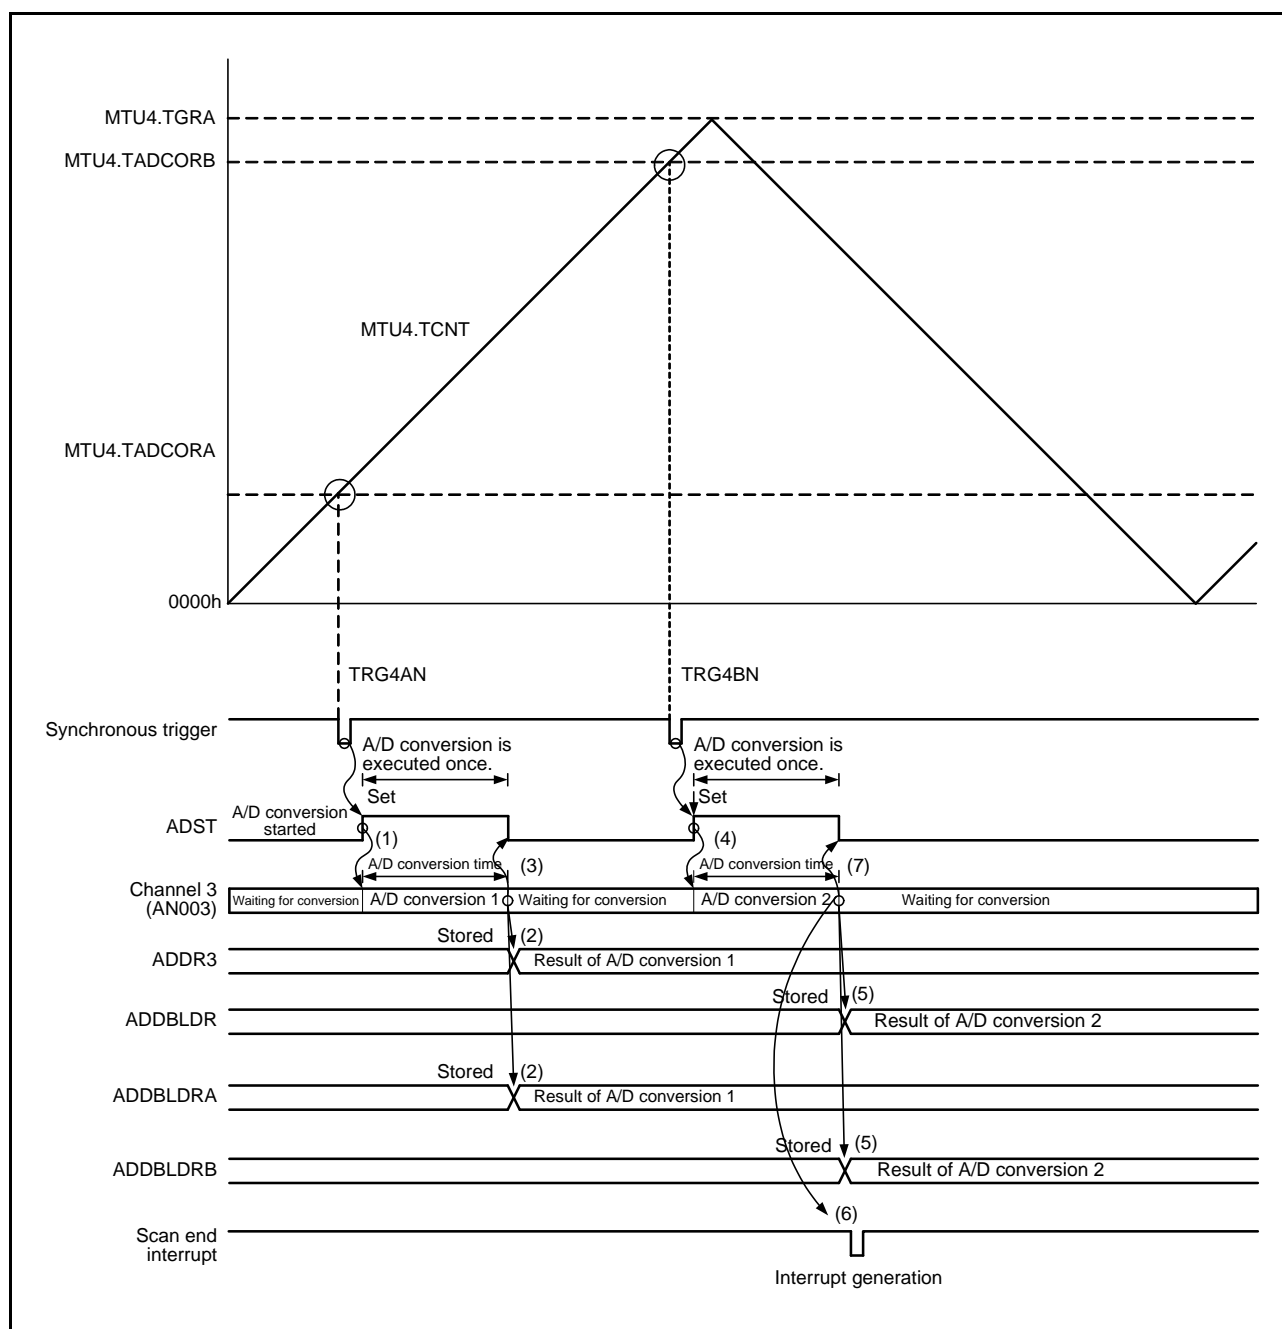 MTU4.TGRA
MTU4.TADCORB
MTU4.TCNT
MTU4.TADCORA
0000h
TRG4AN
TRG4BN
Synchronous trigger
A/D conversion is
executed once.
A/D conversion is
executed once.
Set
Set
A/D conversion
started
ADST
(1)
(4)
A/D conversion time
(3)
A/D conversion time
(7)
Channel 3
(AN003)
Waiting for conversion
A/D conversion 1
Waiting for conversion
A/D conversion 2
Waiting for conversion
Stored
(2)
ADDR3
Result of A/D conversion 1
Stored
(5)
ADDBLDR
Result of A/D conversion 2
Stored
(2)
ADDBLDRA
Result of A/D conversion 1
Stored
(5)
ADDBLDRB
Result of A/D conversion 2
(6)
Scan end
interrupt
Interrupt generation